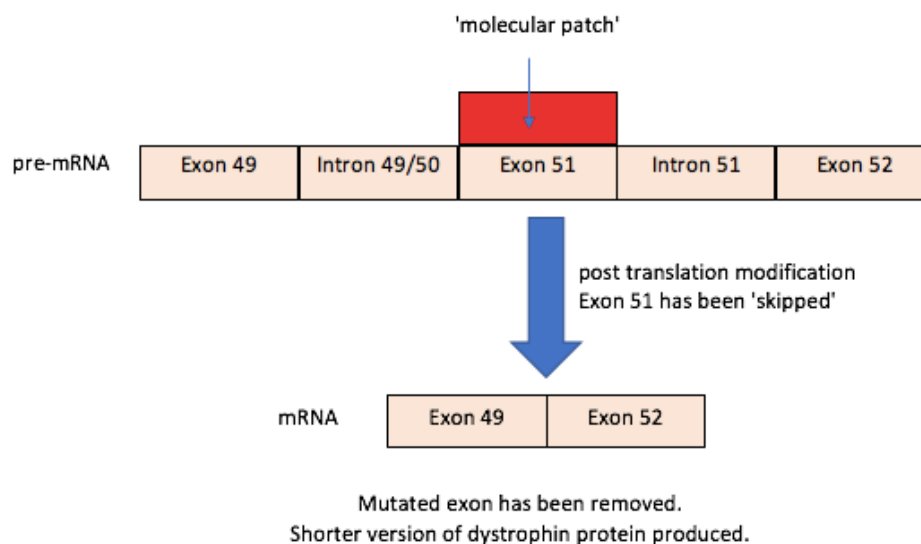 'molecular patch'
pre-mRNA
Exon 49
Intron 49/50
Exon 51
Intron 51
Exon 52
post translation modification
Exon 51 has been 'skipped'
mRNA
Exon 49
Exon 52
Mutated exon has been removed.
Shorter version of dystrophin protein produced.